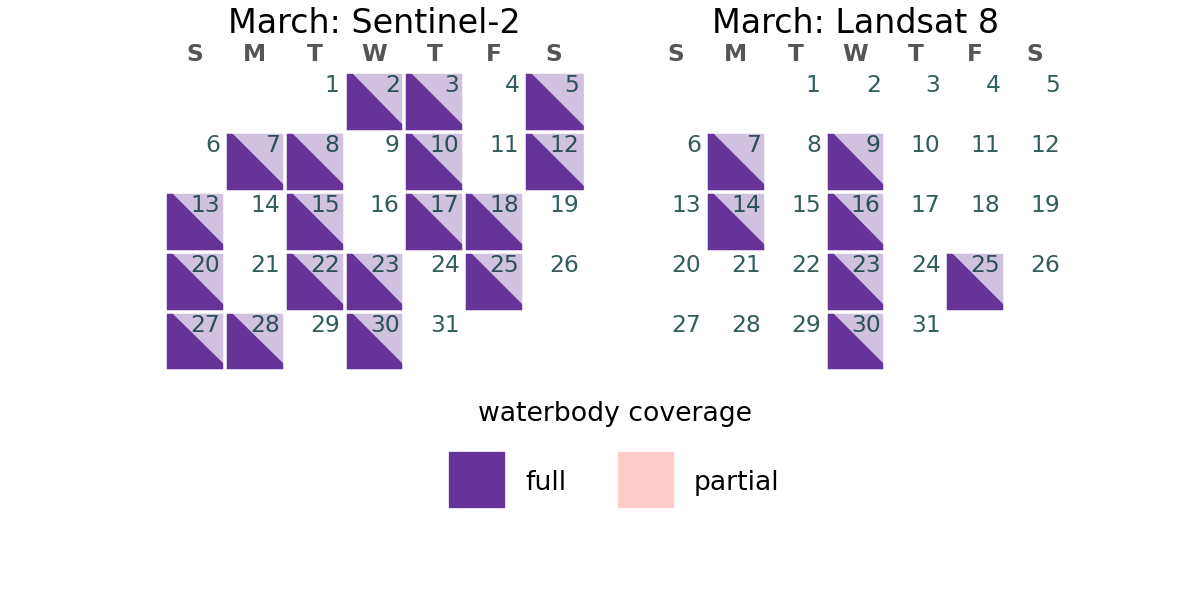 March: Sentinel-2
S M T W T F S
1 2 3 4 5
6 7 8 9 10 11 12
13 14 15 16 17 18 19
20 21 22 23 24 25 26
27 28 29 30 31
March: Landsat 8
S M T W T F S
1 2 3 4 5
6 7 8 9 10 11 12
13 14 15 16 17 18 19
20 21 22 23 24 25 26
27 28 29 30 31
waterbody coverage
full partial